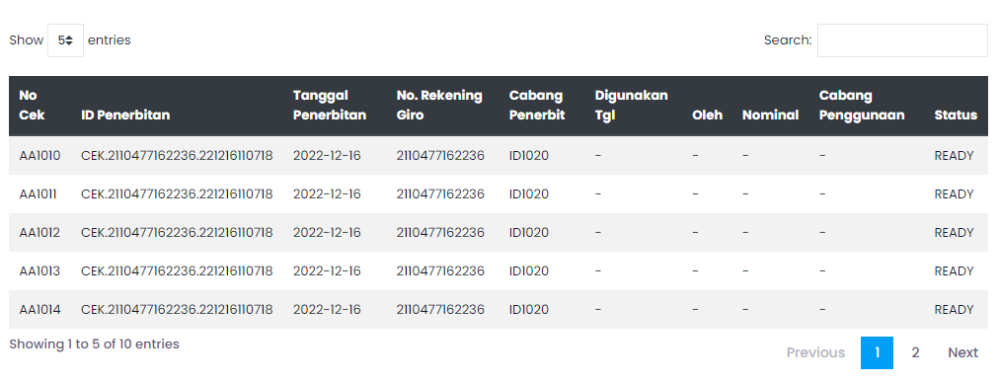 Show 5 entries Search:
No Cek ID Penerbitan Tanggal Penerbitan No. Rekening Giro Cabang Penerbit Digunakan Tgl Oleh Nominal Cabang Penggunaan Status
AA1010 CEK.2110477162236.221216110718 2022-12-16 2110477162236 ID1020 - - - - READY
AA1011 CEK.2110477162236.221216110718 2022-12-16 2110477162236 ID1020 - - - - READY
AA1012 CEK.2110477162236.221216110718 2022-12-16 2110477162236 ID1020 - - - - READY
AA1013 CEK.2110477162236.221216110718 2022-12-16 2110477162236 ID1020 - - - - READY
AA1014 CEK.2110477162236.221216110718 2022-12-16 2110477162236 ID1020 - - - - READY
Showing 1 to 5 of 10 entries
Previous 1 2 Next